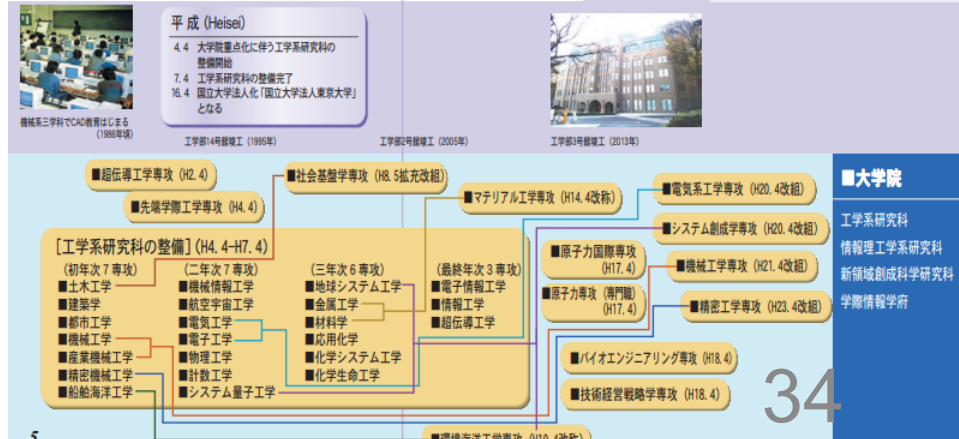 平 成 (Heisei)
4. 4 大学院重点化に伴う工学系研究科の
整備開始
7. 4 工学系研究科の整備完了
16. 4 国立大学法人化「国立大学法人東京大学」
となる
機械系三学科でCAD教育はじまる
(1986年頃)
工学部14号館竣工(1995年)
工学部2号館竣工(2005年)
工学部3号館竣工(2013年)
■超伝導工学専攻(H2. 4)
■先端学際工学専攻(H4. 4)
■社会基盤学専攻(H8. 5拡充改組)
■マテリアル工学専攻(H14. 4改称)
■電気系工学専攻(H20. 4改組)
■システム創成学専攻(H20. 4改組)
■原子力国際専攻
(H17. 4)
■機械工学専攻(H21. 4改組)
■原子力専攻(専門職)
(H17. 4)
■精密工学専攻(H23. 4改組)
■バイオエンジニアリング専攻(H18. 4)
■技術経営戦略学専攻(H18. 4)
[工学系研究科の整備](H4. 4-H7. 4)
(初年次7専攻)
■土木工学
■建築学
■都市工学
■機械工学
■産業機械工学
■精密機械工学
■船舶海洋工学
(二年次7専攻)
■機械情報工学
■航空宇宙工学
■電気工学
■電子工学
■物理工学
■計数工学
■システム量子工学
(三年次6専攻)
■地球システム工学
■金属工学
■材料学
■応用化学
■化学システム工学
■化学生命工学
(最終年次3専攻)
■電子情報工学
■情報工学
■超伝導工学
■環境海洋工学専攻(H10. 4改称)
■大学院
工学系研究科
情報理工学系研究科
新領域創成科学研究科
学際情報学府
34
5